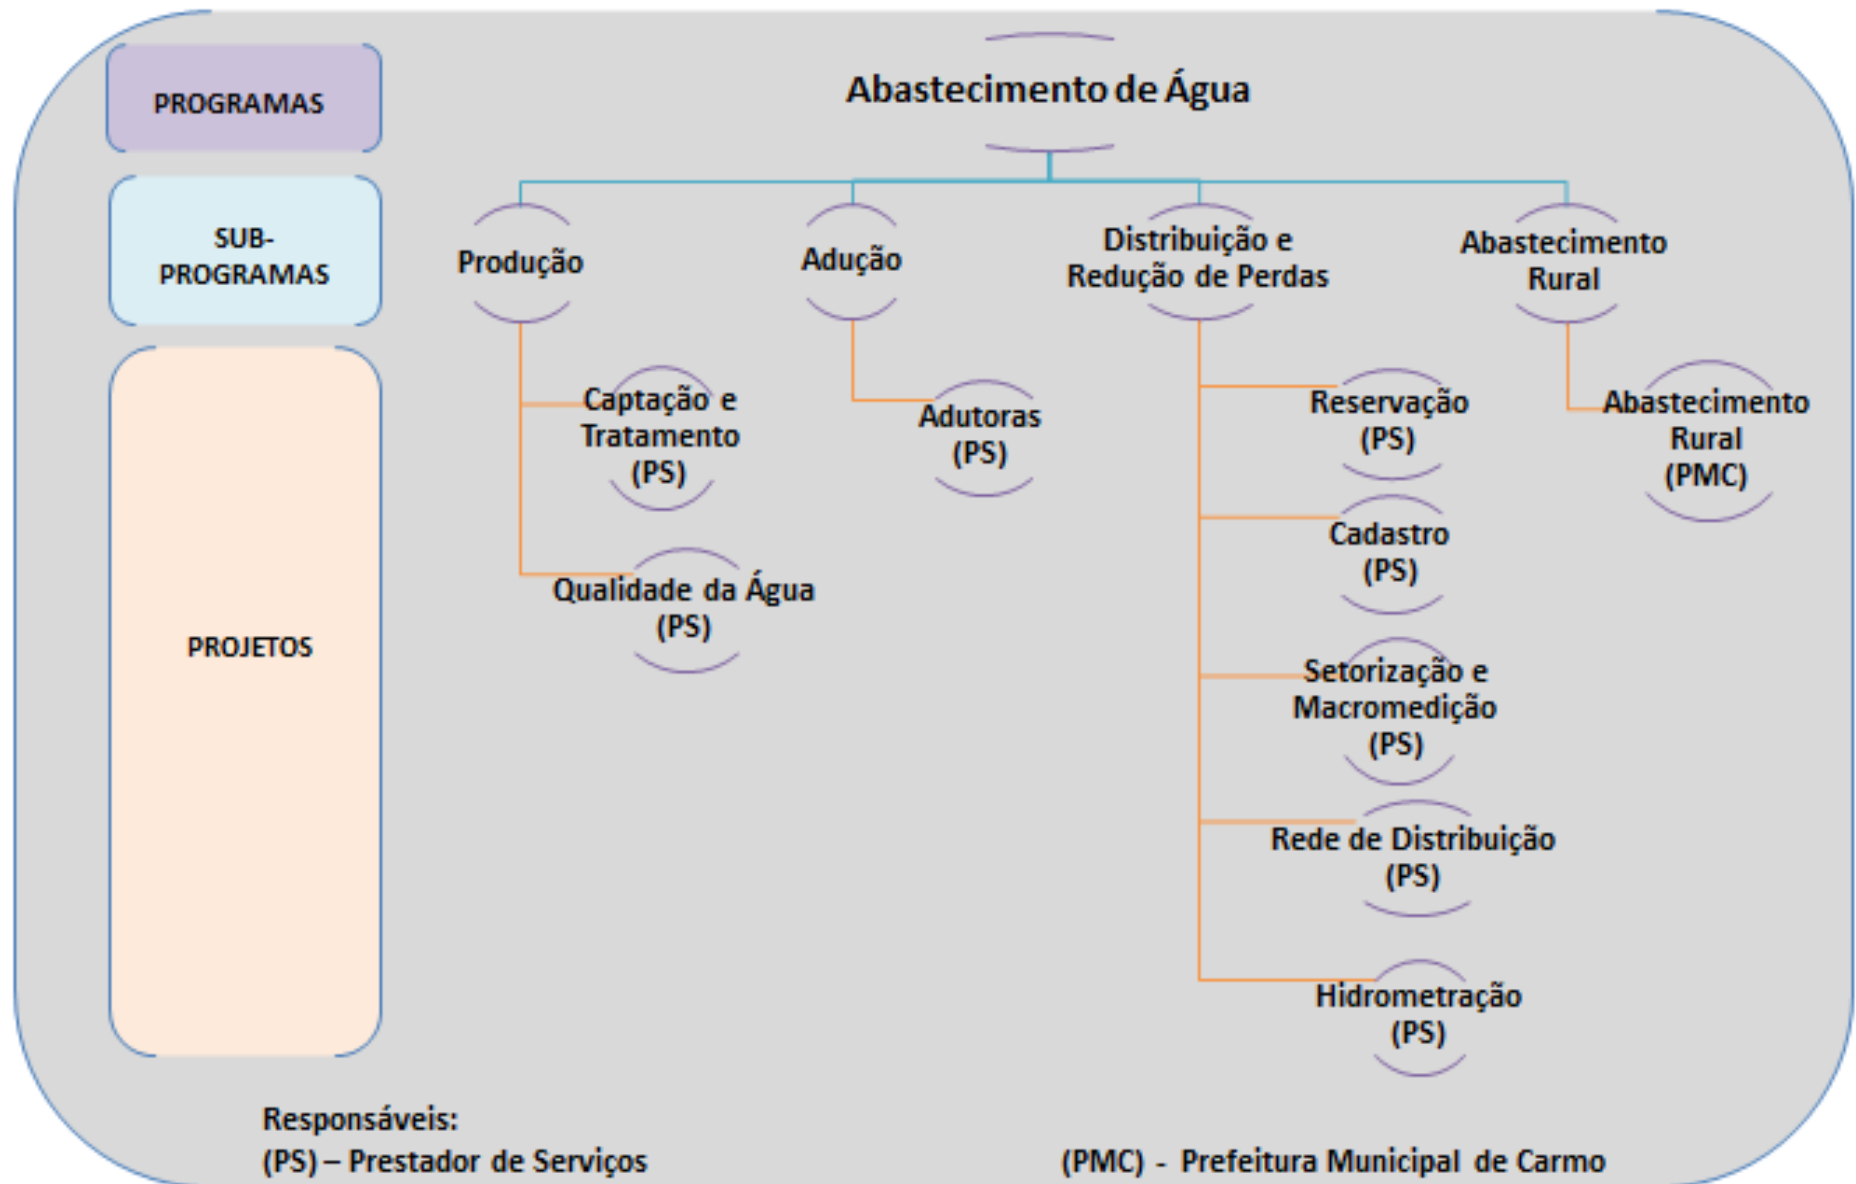 PROGRAMAS
Abastecimento de Água
SUB-
PROGRAMAS
Produção
Adução
Distribuição e
Redução de Perdas
Abastecimento
Rural
PROJETOS
Captação e
Tratamento
(PS)
Qualidade da Água
(PS)
Adutoras
(PS)
Reservação
(PS)
Cadastro
(PS)
Setorização e
Macromedição
(PS)
Rede de Distribuição
(PS)
Hidrometração
(PS)
Abastecimento
Rural
(PMC)
Responsáveis:
(PS) – Prestador de Serviços
(PMC) - Prefeitura Municipal de Carmo